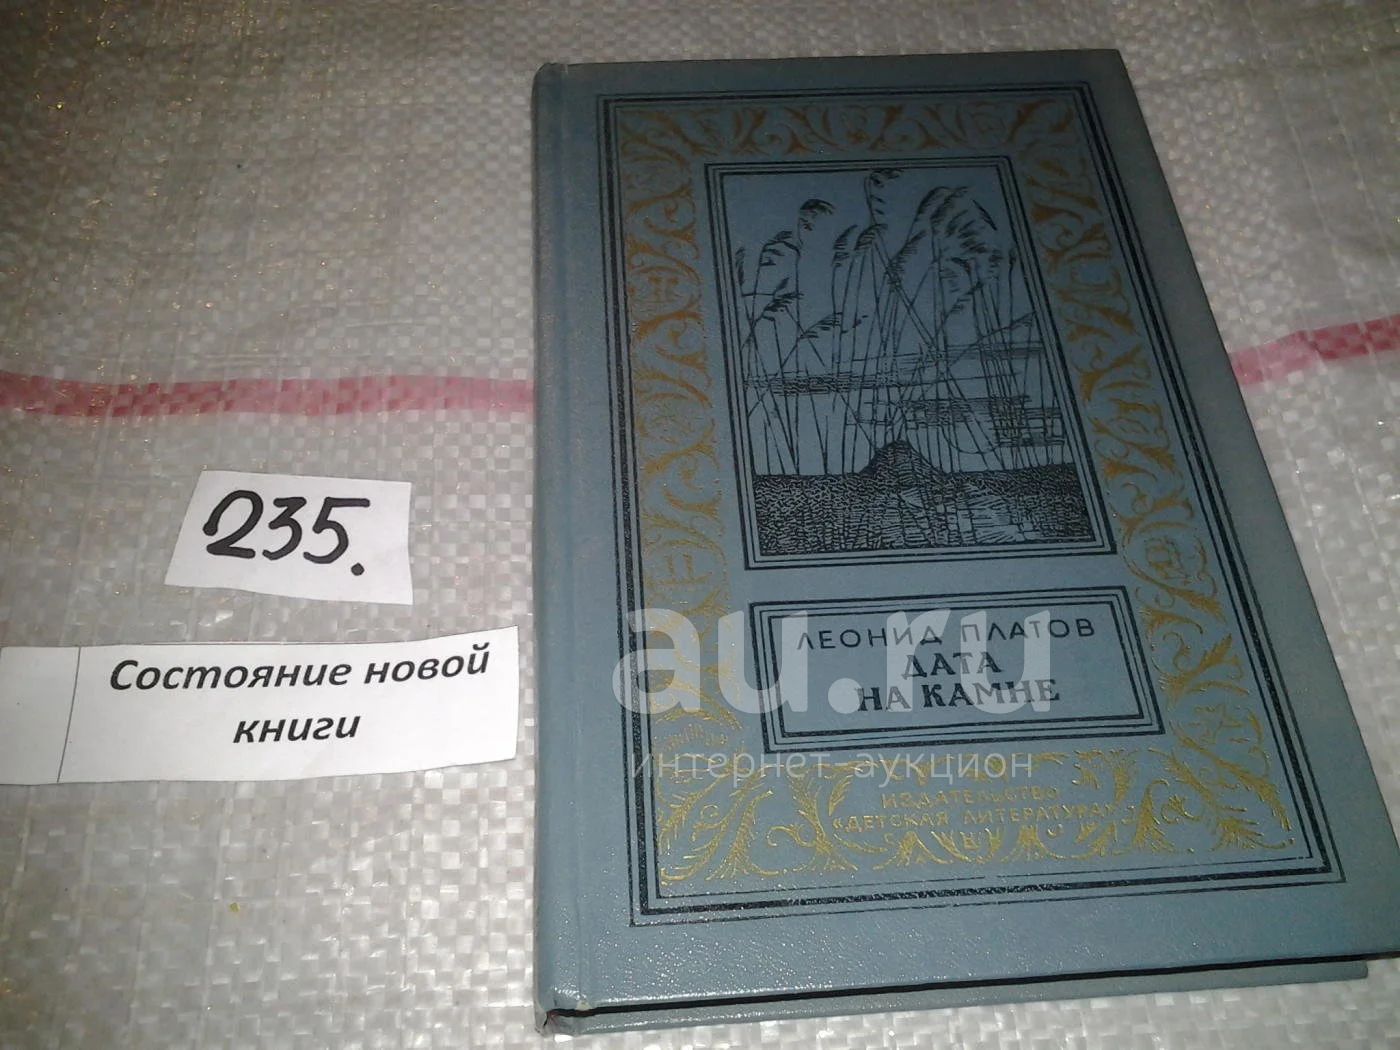 235.
Состояние новой
книги
ЛЕОНИД ПЛАТОВ
ДАТА
НА КАМНЕ
au.ru
интернет-аукцион
ИЗДАТЕЛЬСТВО
«ДЕТСКАЯ ЛИТЕРАТУРА»